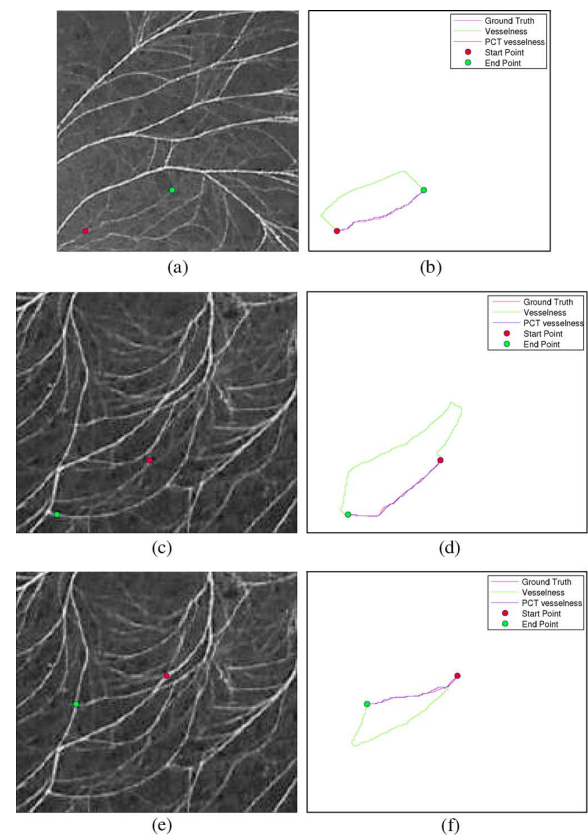 Ground Truth
Vesselness
PCT vesselness
Start Point
End Point
(a)
(b)
Ground Truth
Vesselness
PCT vesselness
Start Point
End Point
(c)
(d)
Ground Truth
Vesselness
PCT vesselness
Start Point
End Point
(e)
(f)